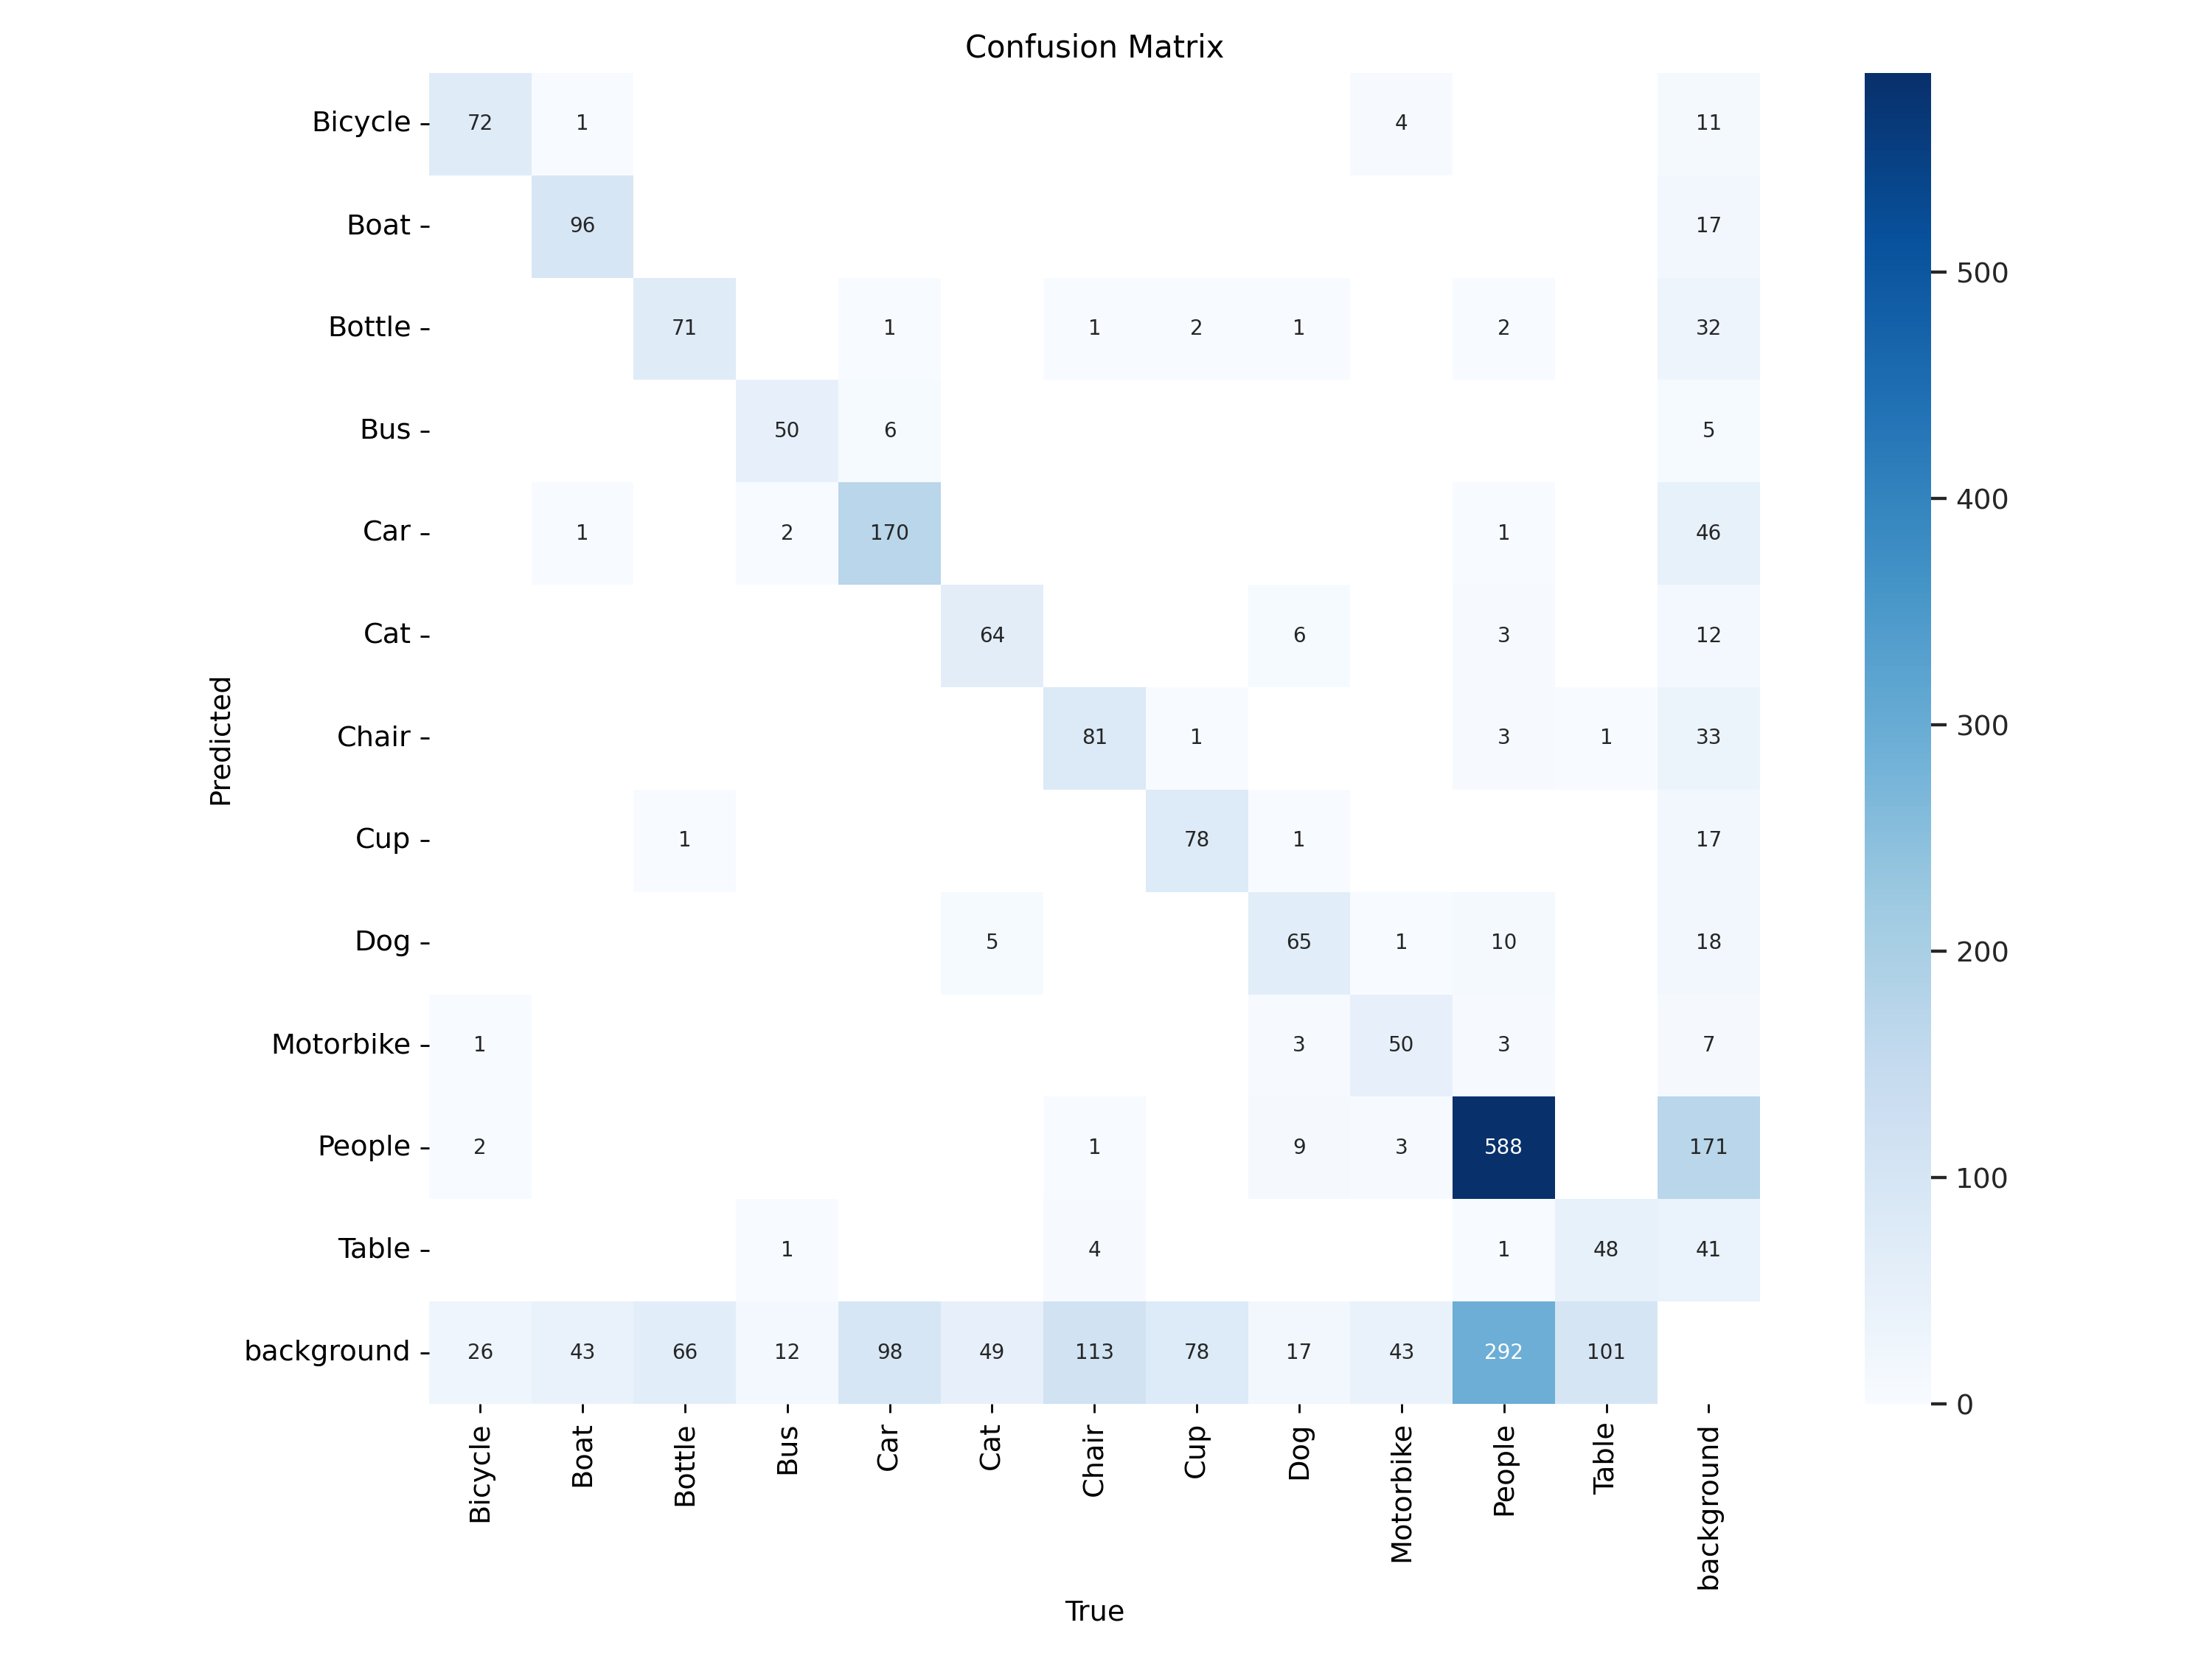 Confusion Matrix
Bicycle 72 1 4 11
Boat 96 17
500
Bottle 71 1 1 2 1 2 32
Bus 50 6 5
400
Car 1 2 170 1 46
Cat 64 6 3 12
300
Predicted
Chair 81 1 3 1 33
Cup 1 78 1 17
200
Dog 5 65 1 10 18
Motorbike 1 3 50 3 7
People 2 1 9 3 588 171
100
Table 1 4 1 48 41
background 26 43 66 12 98 49 113 78 17 43 292 101
0
Bicycle Boat Bottle Bus Car Cat Chair Cup Dog Motorbike People Table background
True